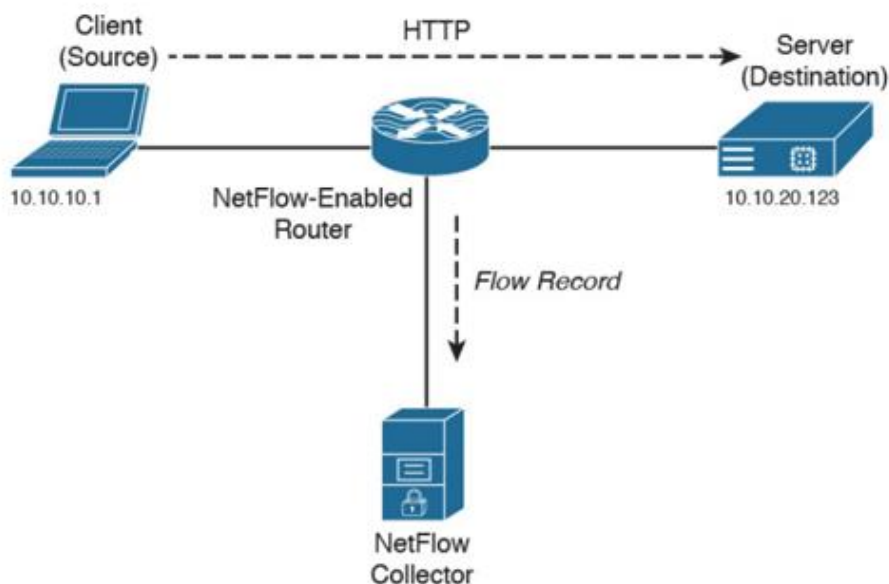 Client
(Source)
HTTP
Server
(Destination)
10.10.10.1
NetFlow-Enabled
Router
10.10.20.123
Flow Record
NetFlow
Collector